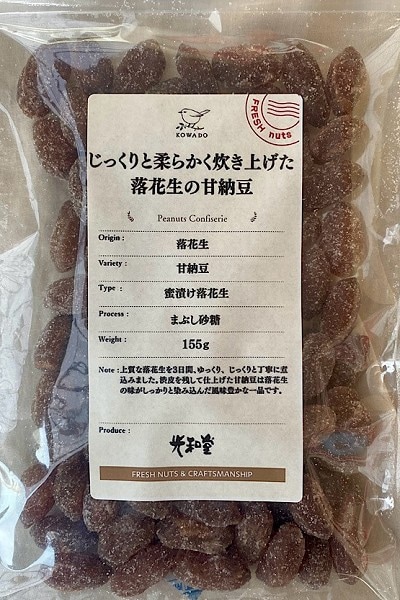 KOWADO
FRESH nuts
じっくりと柔らかく炊き上げた
落花生の甘納豆
Peanuts Confiserie
Origin : 落花生
Variety : 甘納豆
Type : 蜜漬け落花生
Process : まぶし砂糖
Weight : 155g
Note : 上質な落花生を3日間、ゆっくり、じっくりと丁寧に煮
込みました。渋皮を残して仕上げた甘納豆は落花生
の味がしっかりと染み込んだ風味豊かな一品です。
Produce : 光和堂
FRESH NUTS & CRAFTSMANSHIP